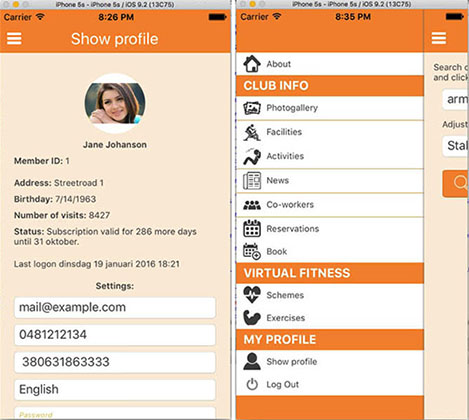 iPhone 5s - iPhone 5s / iOS 9.2 (13C75)
Carrier 8:26 PM
Show profile
Jane Johanson
Member ID: 1
Address: Streetroad 1
Birthday: 7/14/1963
Number of visits: 8427
Status: Subscription valid for 286 more days
until 31 oktober.
Last logon dinsdag 19 januari 2016 18:21
Settings:
mail@example.com
0481212134
380631863333
English
Password
iPhone 5s - iPhone 5s / iOS 9.2 (13C75)
Carrier 8:35 PM
About
CLUB INFO
Photogallery
Facilities
Activities
News
Co-workers
Reservations
Book
VIRTUAL FITNESS
Schemes
Exercises
MY PROFILE
Show profile
Log Out
Search
and click
arm
Adjust
Stal